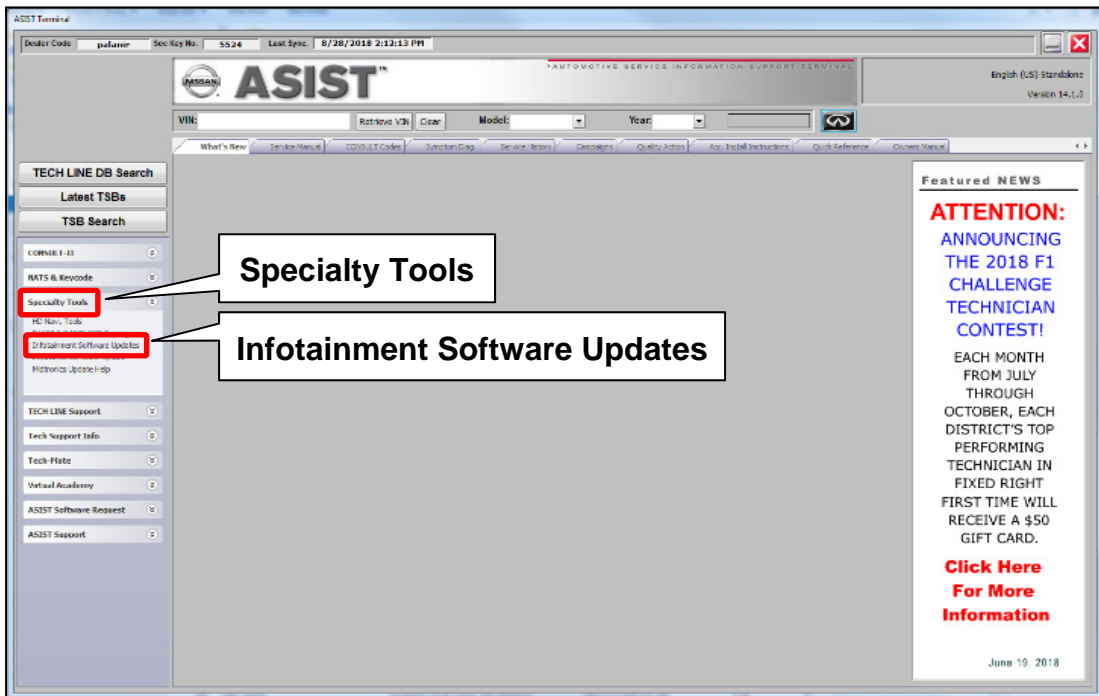 ASIST Terminal
Dealer Code palanir Sec Key No. 5524 Last Sync. 8/28/2018 2:12:13 PM
NISSAN ASIST™
*AUTOMOTIVE SERVICE INFORMATION SUPPORT TERMINAL
English (US)-Standalone
Version 14.1.0
VIN: Retrieve VIN Clear Model: Year:
What's New Service Manual CONSULT Codes Symptom Diag. Service History Campaigns Quality Action Acc. Install Instructions Quick Reference Owners Manual
TECH LINE DB Search
Latest TSBs
TSB Search
CONSULT-II
NATS & Keycode
Specialty Tools
HD Navi. Tools
Infotainment Software Updates
Midtronics Update Help
TECH LINE Support
Tech Support Info
Tech-Mate
Virtual Academy
ASIST Software Request
ASIST Support
Specialty Tools
Infotainment Software Updates
Featured NEWS
ATTENTION:
ANNOUNCING
THE 2018 F1
CHALLENGE
TECHNICIAN
CONTEST!
EACH MONTH
FROM JULY
THROUGH
OCTOBER, EACH
DISTRICT'S TOP
PERFORMING
TECHNICIAN IN
FIXED RIGHT
FIRST TIME WILL
RECEIVE A $50
GIFT CARD.
Click Here
For More
Information
June 19, 2018